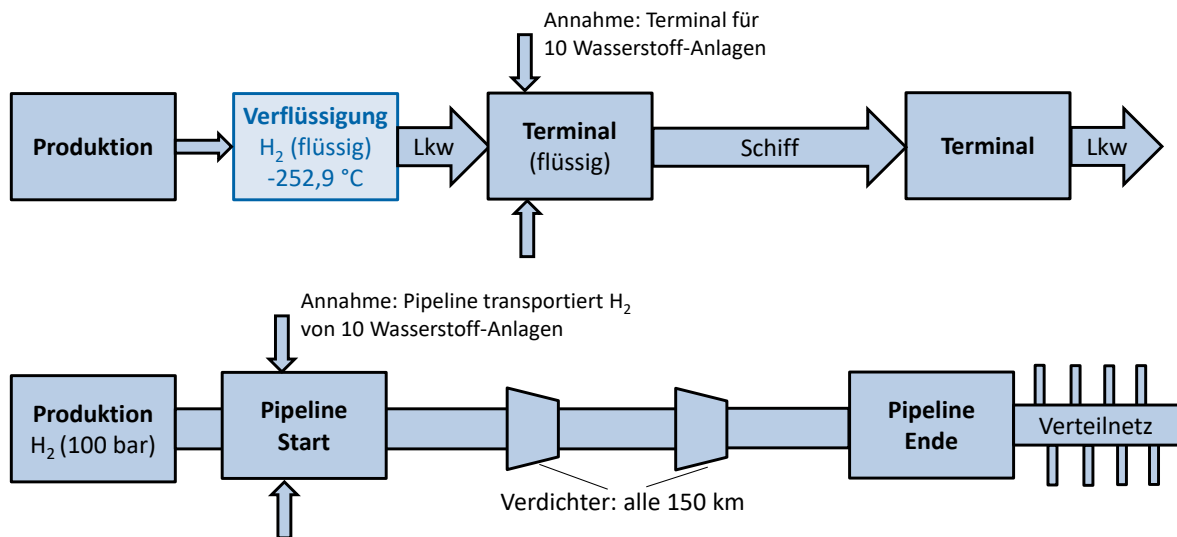 Annahme: Terminal für
10 Wasserstoff-Anlagen
Produktion
Verflüssigung
H₂ (flüssig)
-252,9 °C
Lkw
Terminal
(flüssig)
Schiff
Terminal
Lkw
Annahme: Pipeline transportiert H₂
von 10 Wasserstoff-Anlagen
Produktion
H₂ (100 bar)
Pipeline
Start
Pipeline
Ende
Verteilnetz
Verdichter: alle 150 km